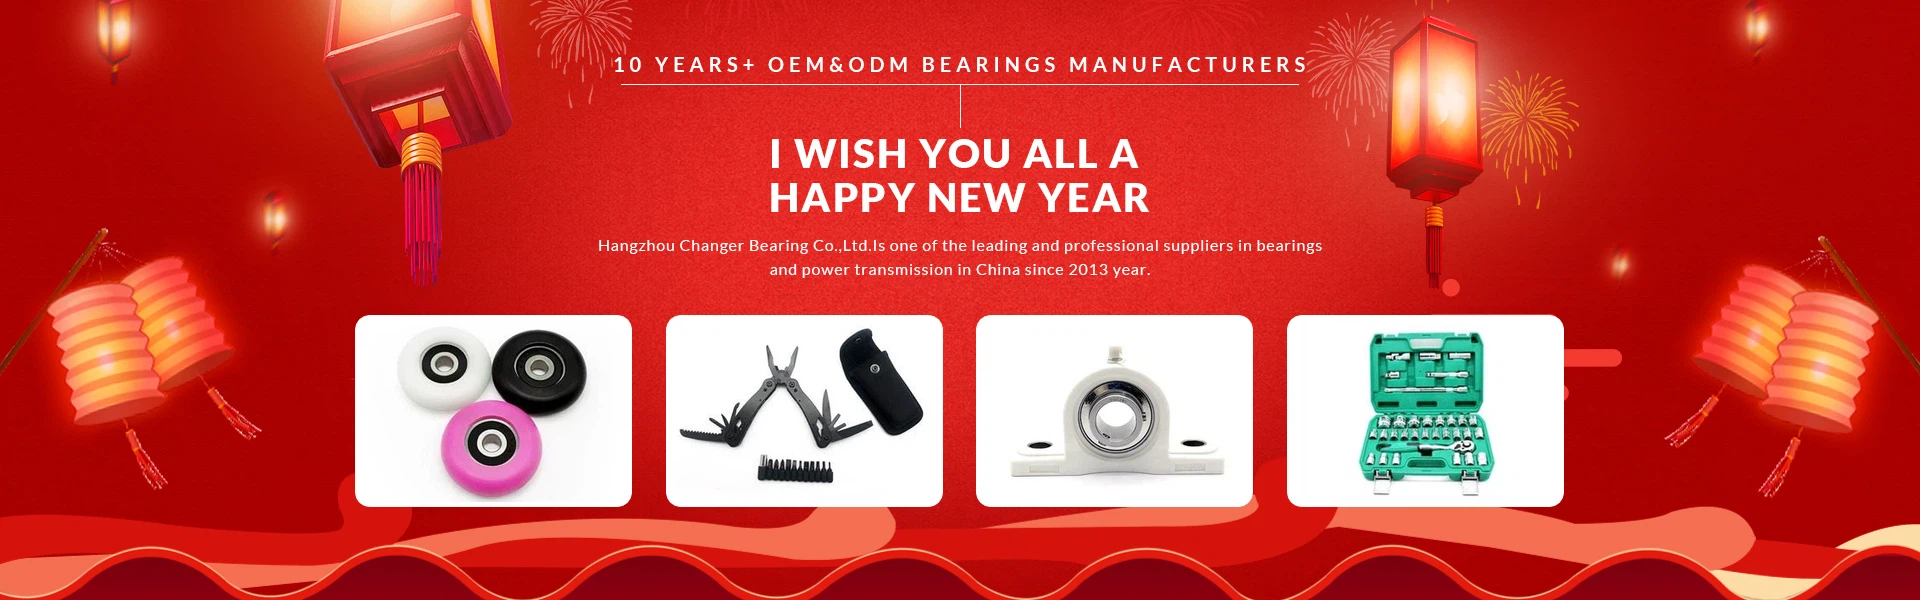 10 YEARS+ OEM&ODM BEARINGS MANUFACTURERS
I WISH YOU ALL A
HAPPY NEW YEAR
Hangzhou Changer Bearing Co.,Ltd.Is one of the leading and professional suppliers in bearings
and power transmission in China since 2013 year.